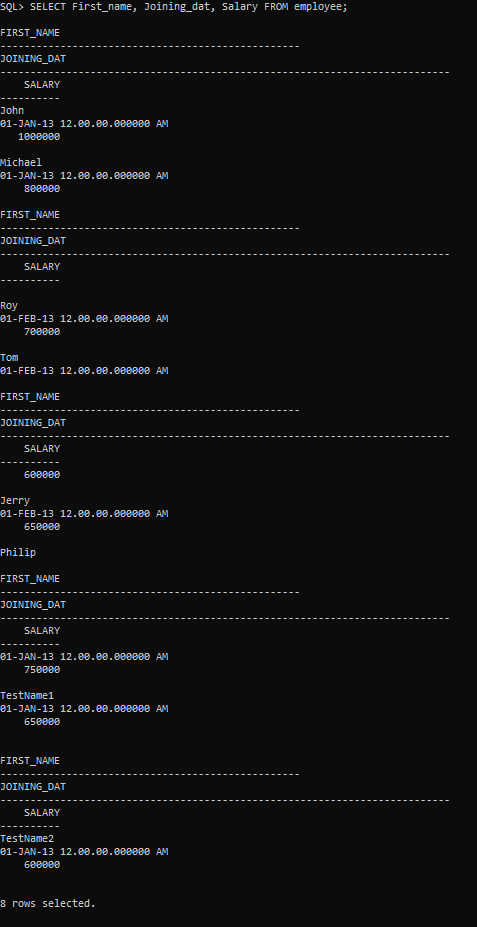 SQL> SELECT First_name, Joining_dat, Salary FROM employee;
FIRST_NAME
--------------------------------------------------
JOINING_DAT
---------------------------------------------------------------------------
SALARY
----------
John
01-JAN-13 12.00.00.000000 AM
1000000
Michael
01-JAN-13 12.00.00.000000 AM
800000
FIRST_NAME
--------------------------------------------------
JOINING_DAT
---------------------------------------------------------------------------
SALARY
----------
Roy
01-FEB-13 12.00.00.000000 AM
700000
Tom
01-FEB-13 12.00.00.000000 AM
FIRST_NAME
--------------------------------------------------
JOINING_DAT
---------------------------------------------------------------------------
SALARY
----------
600000
Jerry
01-FEB-13 12.00.00.000000 AM
650000
Philip
FIRST_NAME
--------------------------------------------------
JOINING_DAT
---------------------------------------------------------------------------
SALARY
----------
01-JAN-13 12.00.00.000000 AM
750000
TestName1
01-JAN-13 12.00.00.000000 AM
650000
FIRST_NAME
--------------------------------------------------
JOINING_DAT
---------------------------------------------------------------------------
SALARY
----------
TestName2
01-JAN-13 12.00.00.000000 AM
600000
8 rows selected.